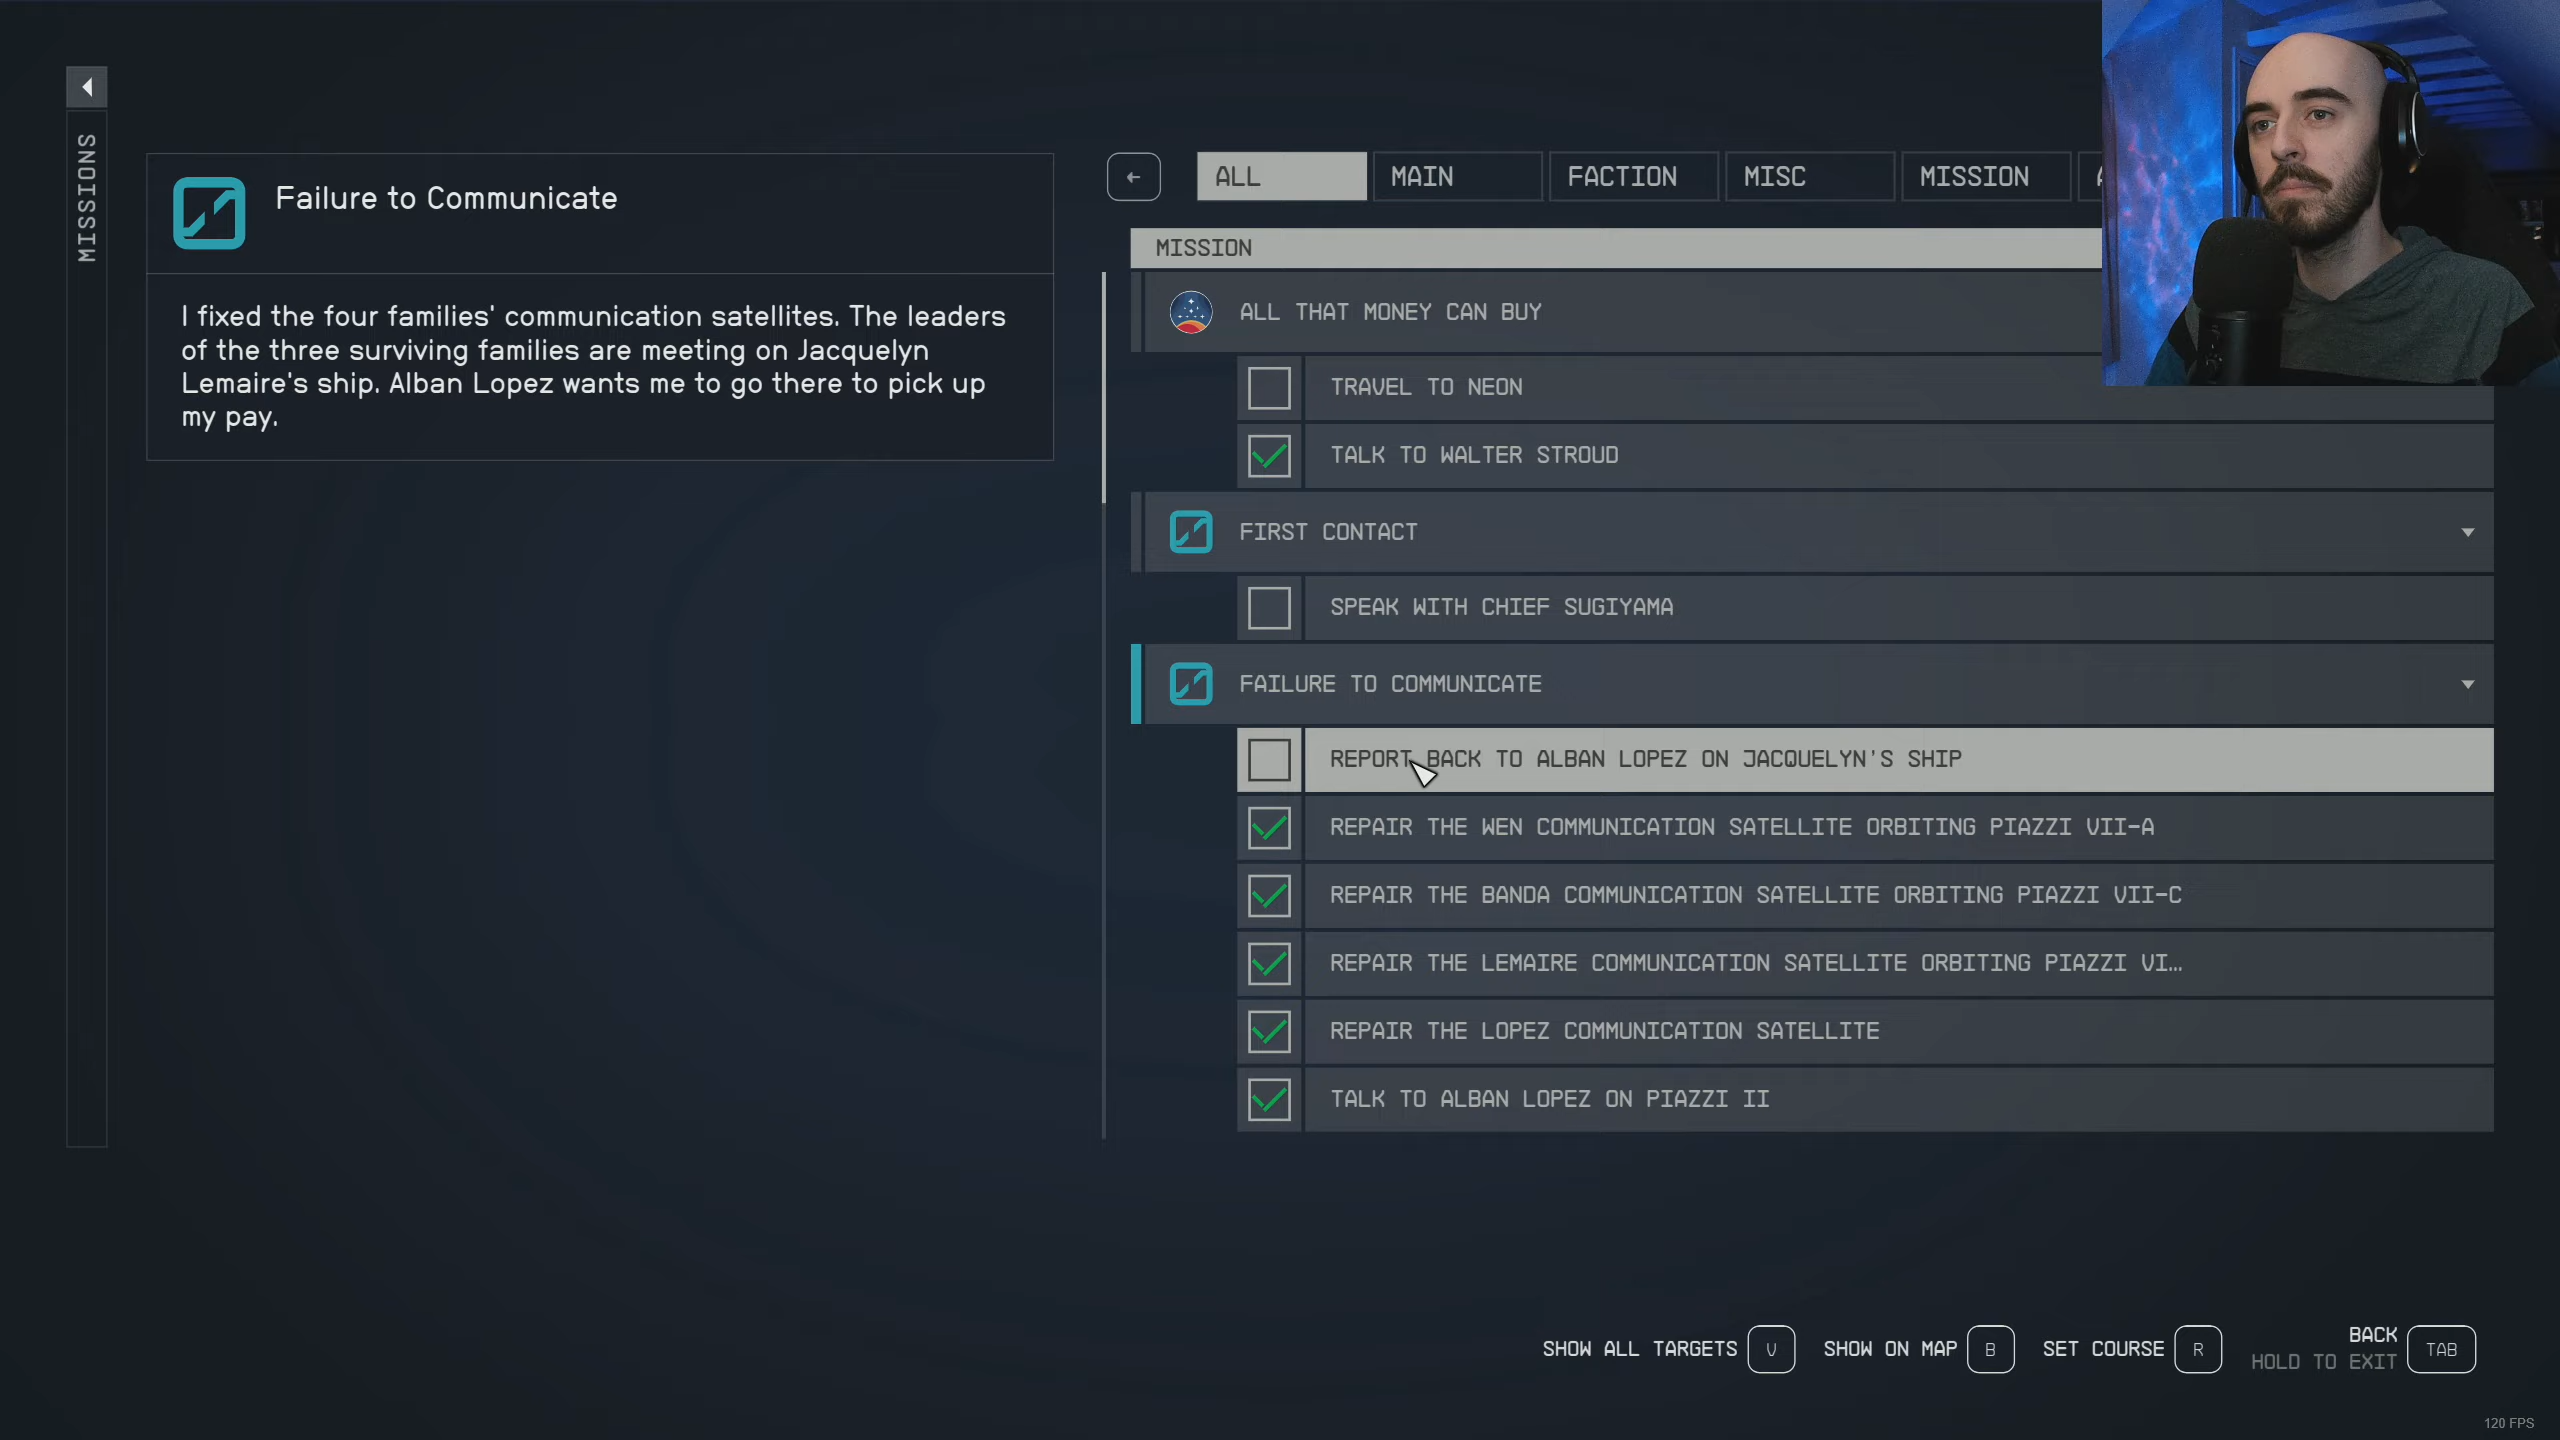 MISSIONS
Failure to Communicate
I fixed the four families' communication satellites. The leaders
of the three surviving families are meeting on Jacquelyn
Lemaire's ship. Alban Lopez wants me to go there to pick up
my pay.
ALL MAIN FACTION MISC MISSION
MISSION
ALL THAT MONEY CAN BUY
TRAVEL TO NEON
TALK TO WALTER STROUD
FIRST CONTACT
SPEAK WITH CHIEF SUGIYAMA
FAILURE TO COMMUNICATE
REPORT BACK TO ALBAN LOPEZ ON JACQUELYN'S SHIP
REPAIR THE WEN COMMUNICATION SATELLITE ORBITING PIAZZI VII-A
REPAIR THE BANDA COMMUNICATION SATELLITE ORBITING PIAZZI VII-C
REPAIR THE LEMAIRE COMMUNICATION SATELLITE ORBITING PIAZZI VI...
REPAIR THE LOPEZ COMMUNICATION SATELLITE
TALK TO ALBAN LOPEZ ON PIAZZI II
SHOW ALL TARGETS V SHOW ON MAP B SET COURSE R BACK TAB
HOLD TO EXIT
120 FPS